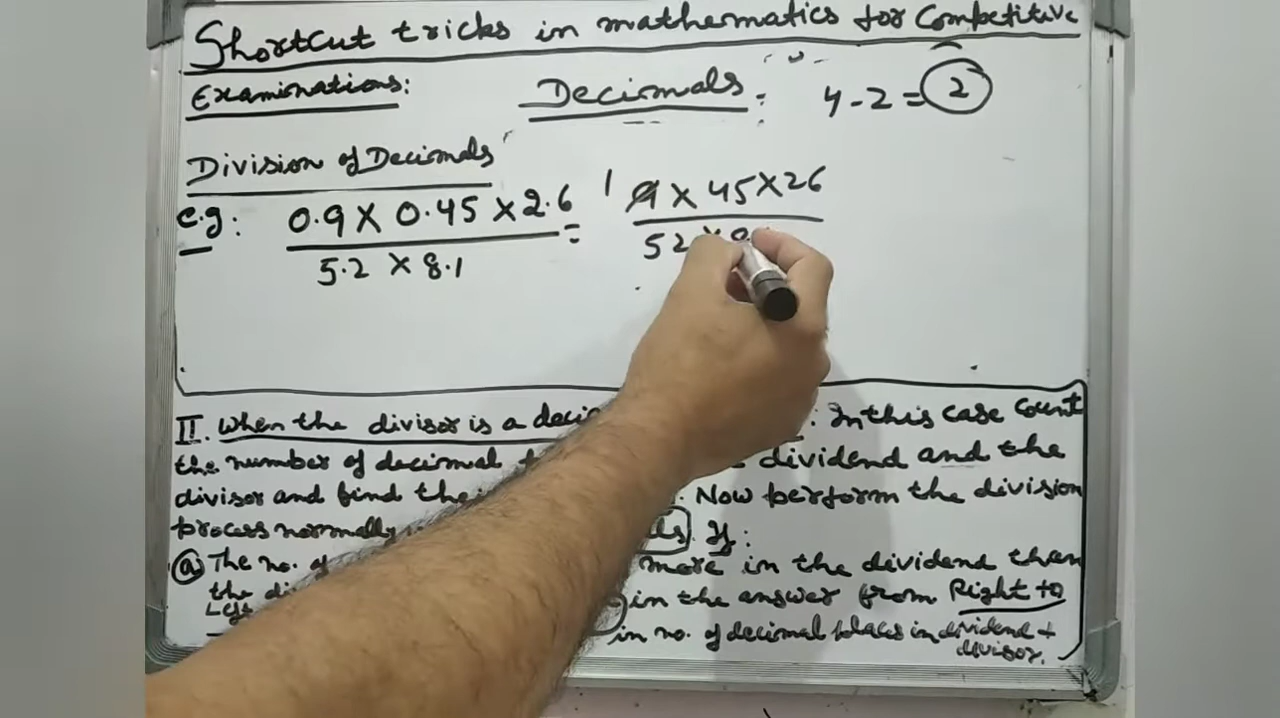 Shortcut tricks in mathematics for Competitive
Examinations: Decimals: 4-2=2
Division of Decimals
e.g: 0.9 X 0.45 X 2.6 = 1 9 X 45 X 26
5.2 X 8.1 52 X
II. When the divisor is a : In this case count
the number of decimal dividend and the
divisor and find Now perform the division
process normally If:
(a) The no. of more in the dividend than
the in the answer from Right to
Left in no. of decimal places in dividend +
divisor.